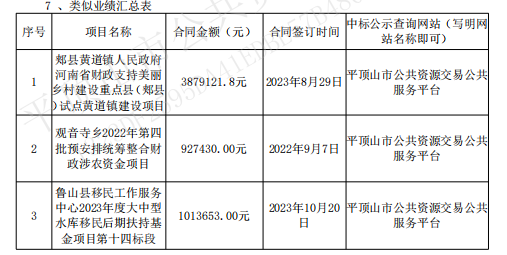 7 、类似业绩汇总表
序号 项目名称 合同金额（元） 合同签订时间 中标公示查询网站（写明网
站名称即可）
1 郏县黄道镇人民政府
河南省财政支持美丽
乡村建设重点县（郏县
）试点黄道镇建设项目 3879121.8元 2023年8月29日 平顶山市公共资源交易公共
服务平台
2 观音寺乡2022年第四
批预安排统筹整合财
政涉农资金项目 927430.00元 2022年9月7日 平顶山市公共资源交易公共
服务平台
3 鲁山县移民工作服务
中心2023年度大中型
水库移民后期扶持基
金项目第十四标段 1013653.00元 2023年10月20
日 平顶山市公共资源交易公共
服务平台